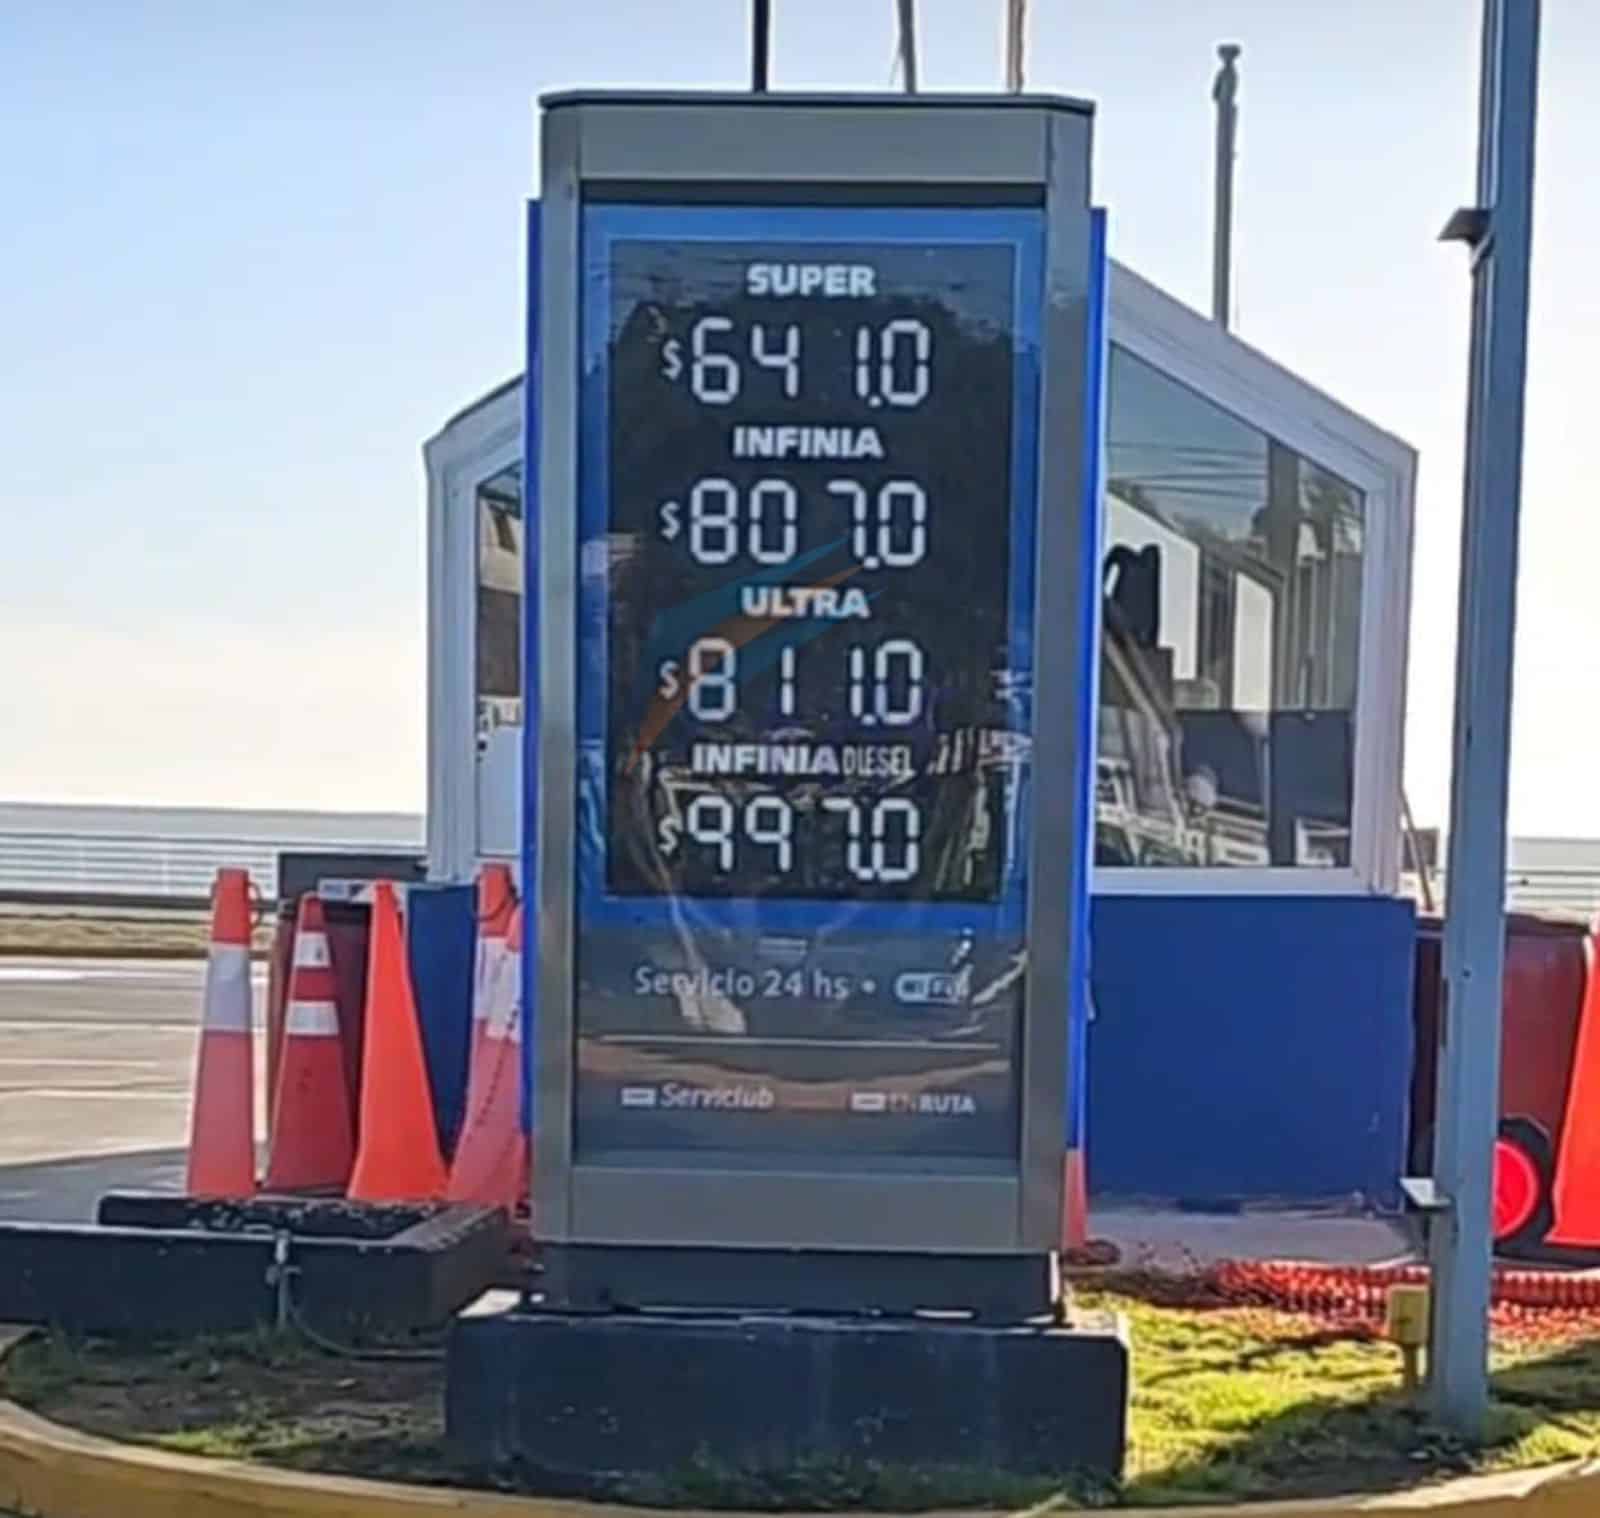 SUPER
$641.0
INFINIA
$807.0
ULTRA
$811.0
INFINIA DIESEL
$997.0
Servicio 24 hs • WiFi
Serviclub
EN RUTA